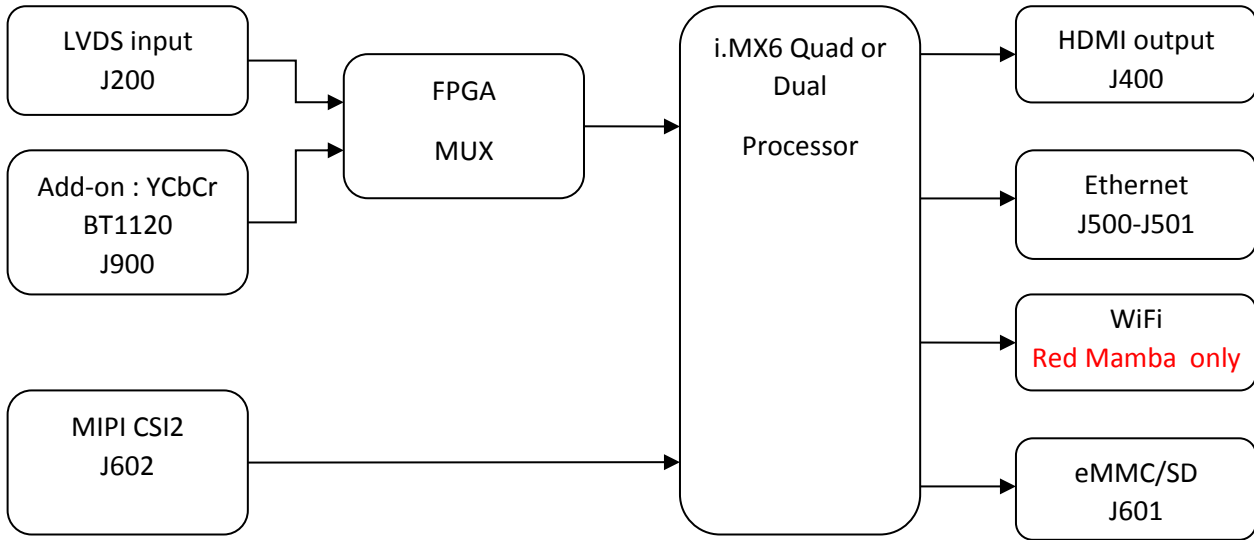 LVDS input
J200
Add-on : YCbCr
BT1120
J900
MIPI CSI2
J602
FPGA
MUX
i.MX6 Quad or
Dual
Processor
HDMI output
J400
Ethernet
J500-J501
WiFi
Red Mamba only
eMMC/SD
J601